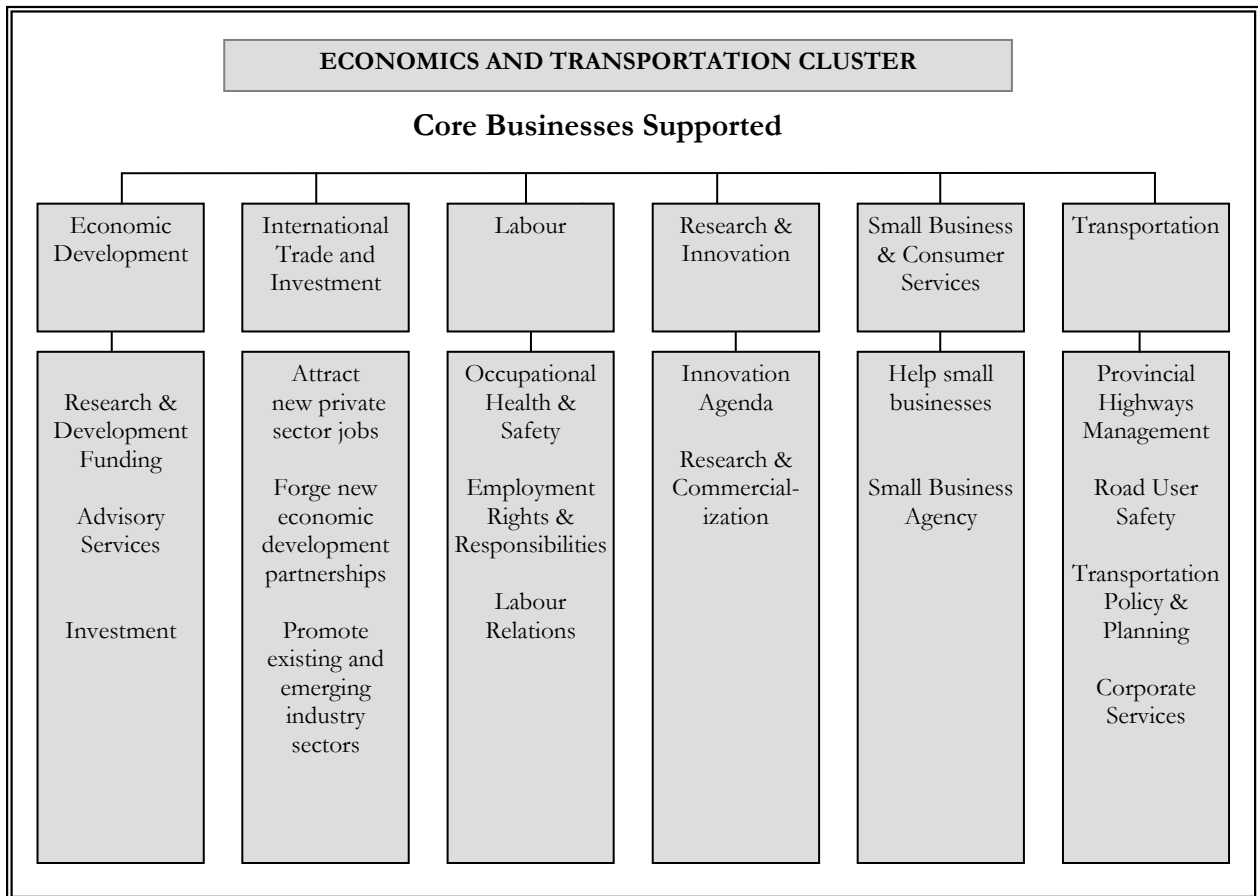 ECONOMICS AND TRANSPORTATION CLUSTER
Core Businesses Supported
Economic
Development
International
Trade and
Investment
Labour
Research &
Innovation
Small Business
& Consumer
Services
Transportation
Research &
Development
Funding
Advisory
Services
Investment
Attract
new private
sector jobs
Forge new
economic
development
partnerships
Promote
existing and
emerging
industry
sectors
Occupational
Health &
Safety
Employment
Rights &
Responsibilities
Labour
Relations
Innovation
Agenda
Research &
Commercial-
ization
Help small
businesses
Small Business
Agency
Provincial
Highways
Management
Road User
Safety
Transportation
Policy &
Planning
Corporate
Services